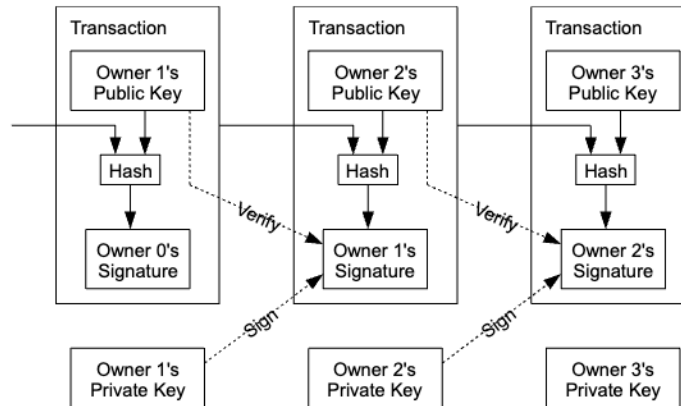 Transaction
Transaction
Transaction
Owner 1's
Public Key
Owner 2's
Public Key
Owner 3's
Public Key
Hash
Hash
Hash
Verify
Verify
Owner 0's
Signature
Owner 1's
Signature
Owner 2's
Signature
Sign
Sign
Owner 1's
Private Key
Owner 2's
Private Key
Owner 3's
Private Key